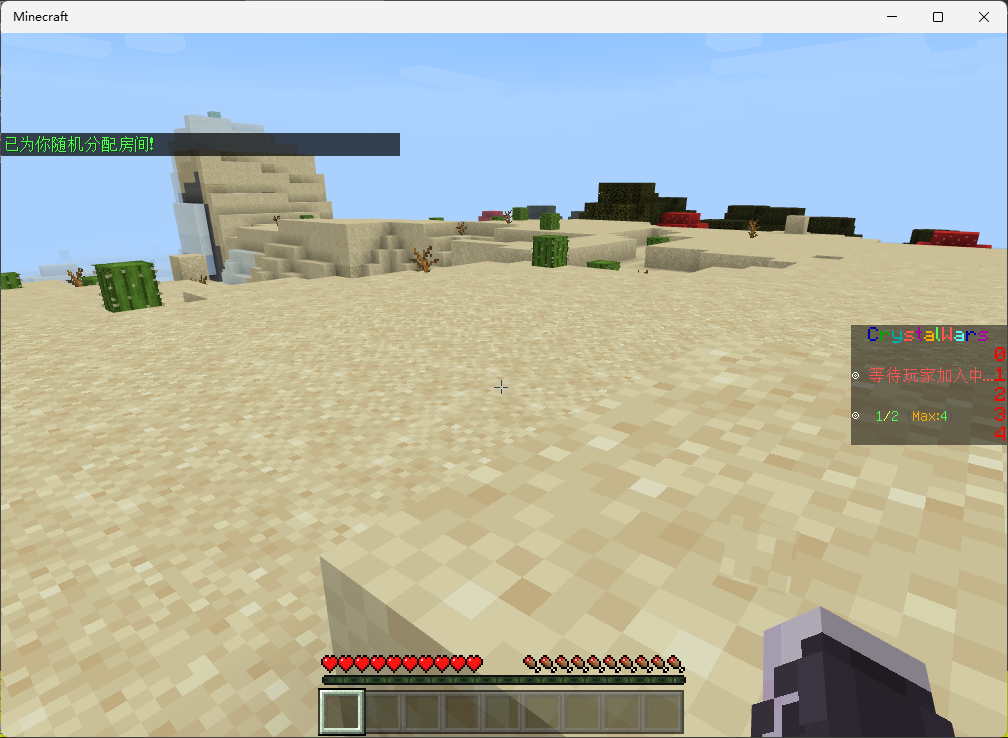 Minecraft
已为你随机分配房间!
CrystalWars
0
等待玩家加入中...1
2
1/2 Max:4 3
4